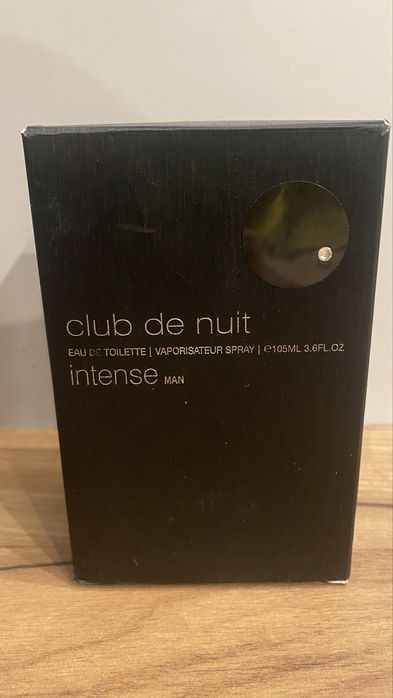 club de nuit
EAU DE TOILETTE | VAPORISATEUR SPRAY | ℮105ML 3.6FL.OZ
intense MAN